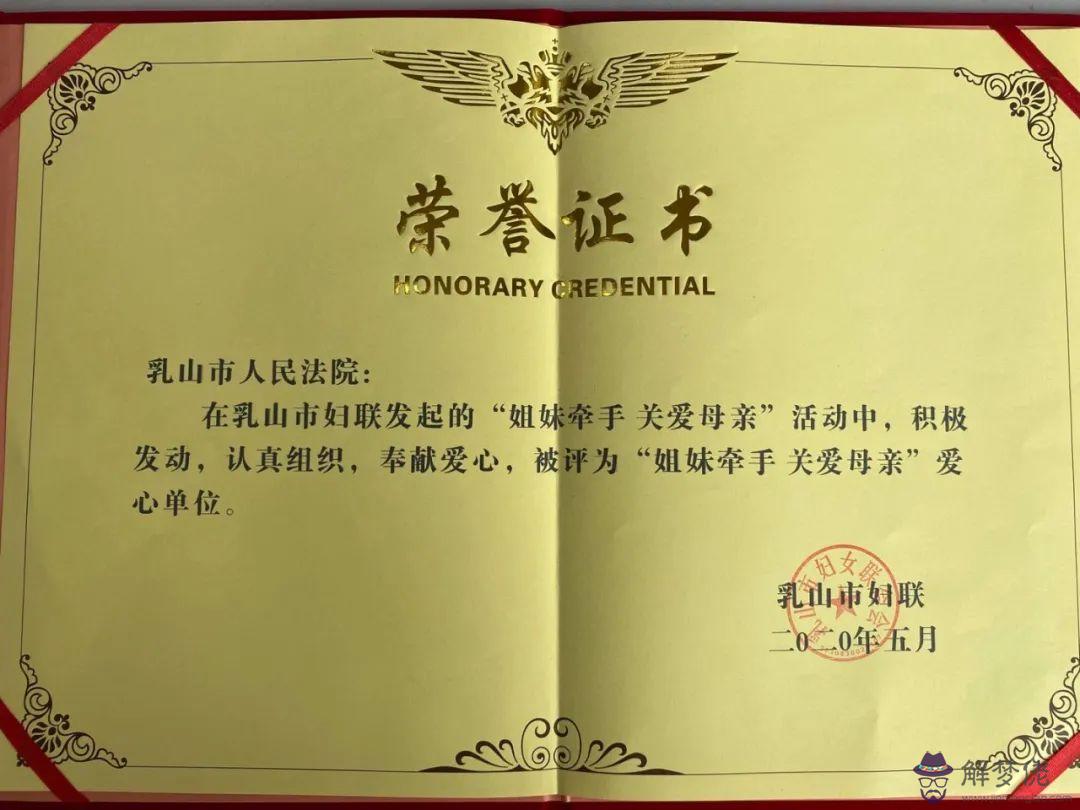 荣誉证书
HONORARY CREDENTIAL
乳山市人民法院:
在乳山市妇联发起的“姐妹牵手 关爱母亲”活动中，积极
发动，认真组织，奉献爱心，被评为“姐妹牵手 关爱母亲”爱
心单位。
乳山市妇联
二〇二〇年五月
解梦佬